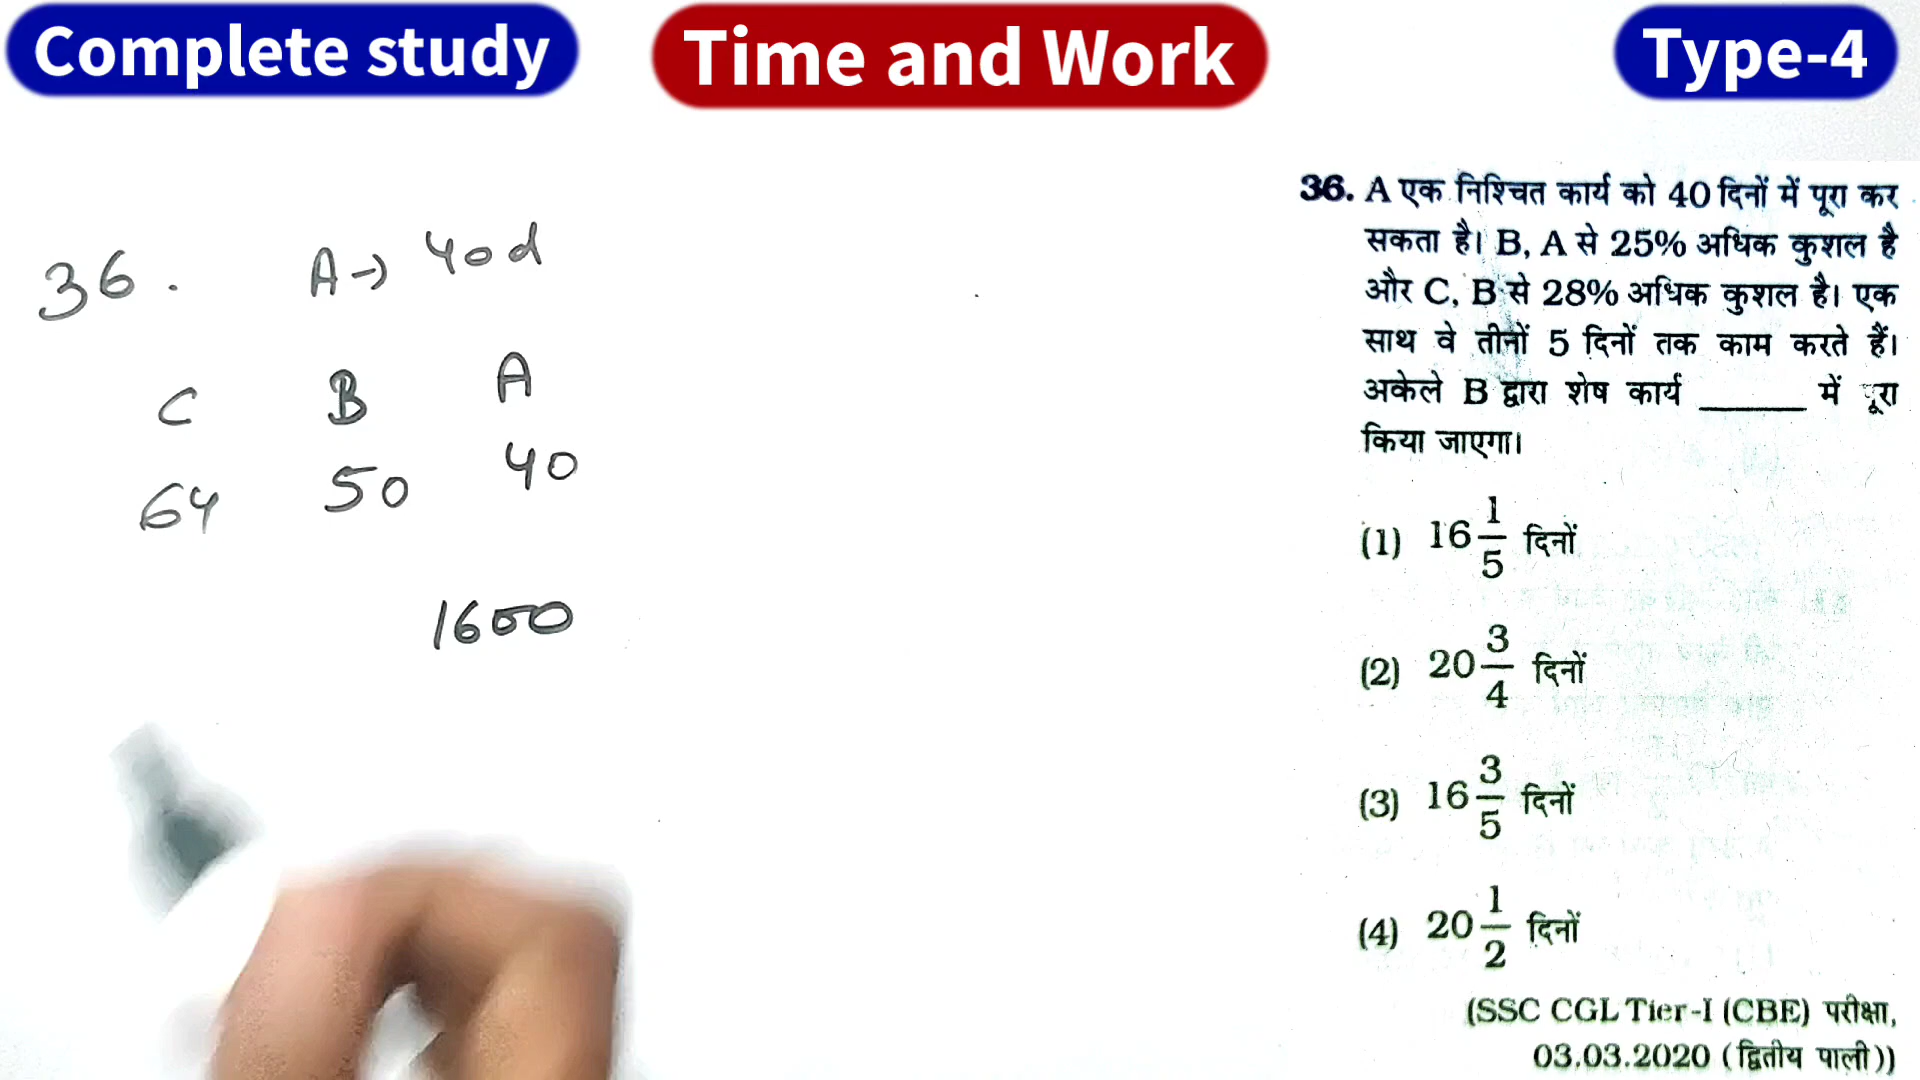 Complete study
Time and Work
Type-4
36. A → 40d
C B A
64 50 40
1600
36. A एक निश्चित कार्य को 40 दिनों में पूरा कर
सकता है। B, A से 25% अधिक कुशल है
और C, B से 28% अधिक कुशल है। एक
साथ वे तीनों 5 दिनों तक काम करते हैं।
अकेले B द्वारा शेष कार्य ______ में पूरा
किया जाएगा।
(1) 16 1/5 दिनों
(2) 20 3/4 दिनों
(3) 16 3/5 दिनों
(4) 20 1/2 दिनों
(SSC CGL Tier-I (CBE) परीक्षा,
03.03.2020 (द्वितीय पाली))